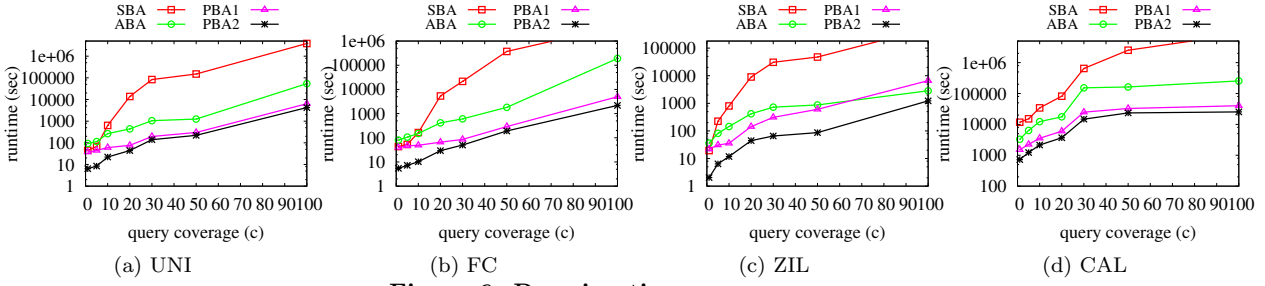 SBA PBA1
ABA PBA2
runtime (sec)
1e+06
100000
10000
1000
100
10
1
0 10 20 30 40 50 60 70 80 90100
query coverage (c)
(a) UNI
SBA PBA1
ABA PBA2
runtime (sec)
1e+06
100000
10000
1000
100
10
1
0 10 20 30 40 50 60 70 80 90100
query coverage (c)
(b) FC
SBA PBA1
ABA PBA2
runtime (sec)
100000
10000
1000
100
10
1
0 10 20 30 40 50 60 70 80 90100
query coverage (c)
(c) ZIL
SBA PBA1
ABA PBA2
runtime (sec)
1e+06
100000
10000
1000
100
0 10 20 30 40 50 60 70 80 90100
query coverage (c)
(d) CAL